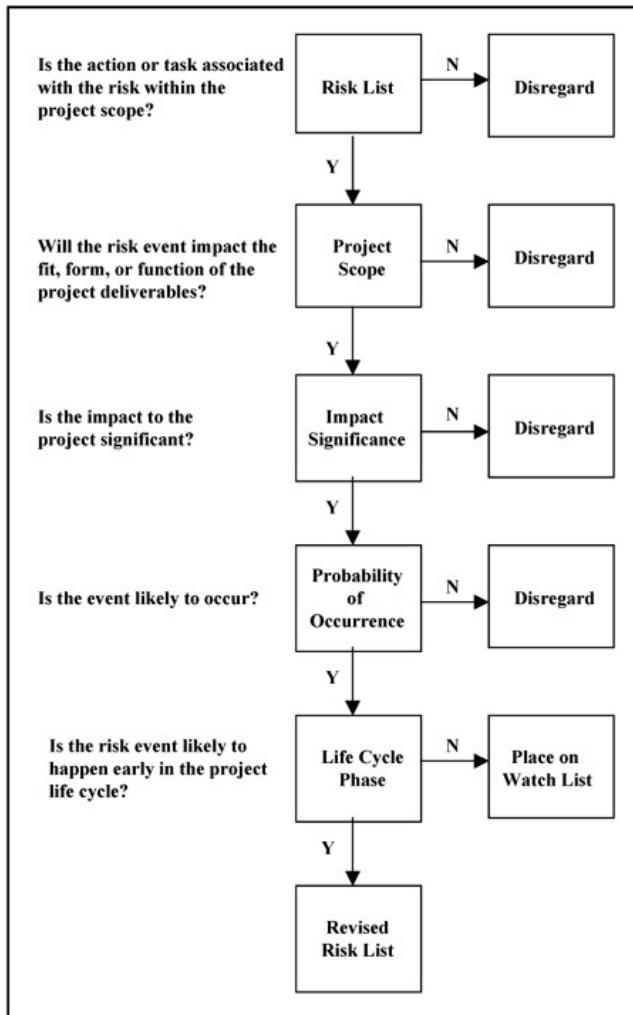 Is the action or task associated
with the risk within the
project scope?
Risk List
N
Disregard
Y
Will the risk event impact the
fit, form, or function of the
project deliverables?
Project
Scope
N
Disregard
Y
Is the impact to the
project significant?
Impact
Significance
N
Disregard
Y
Is the event likely to occur?
Probability
of
Occurrence
N
Disregard
Y
Is the risk event likely to
happen early in the project
life cycle?
Life Cycle
Phase
N
Place on
Watch List
Y
Revised
Risk List